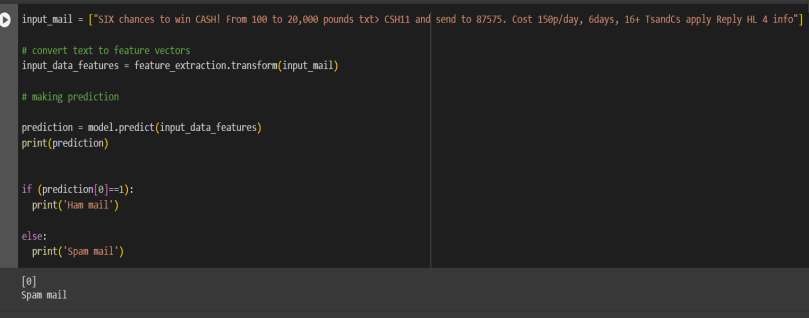 input_mail = ["SIX chances to win CASH! From 100 to 20,000 pounds txt> CSH11 and send to 87575. Cost 150p/day, 6days, 16+ TsandCs apply Reply HL 4 info"]
# convert text to feature vectors
input_data_features = feature_extraction.transform(input_mail)
# making prediction
prediction = model.predict(input_data_features)
print(prediction)
if (prediction[0]==1):
print('Ham mail')
else:
print('Spam mail')
[0]
Spam mail